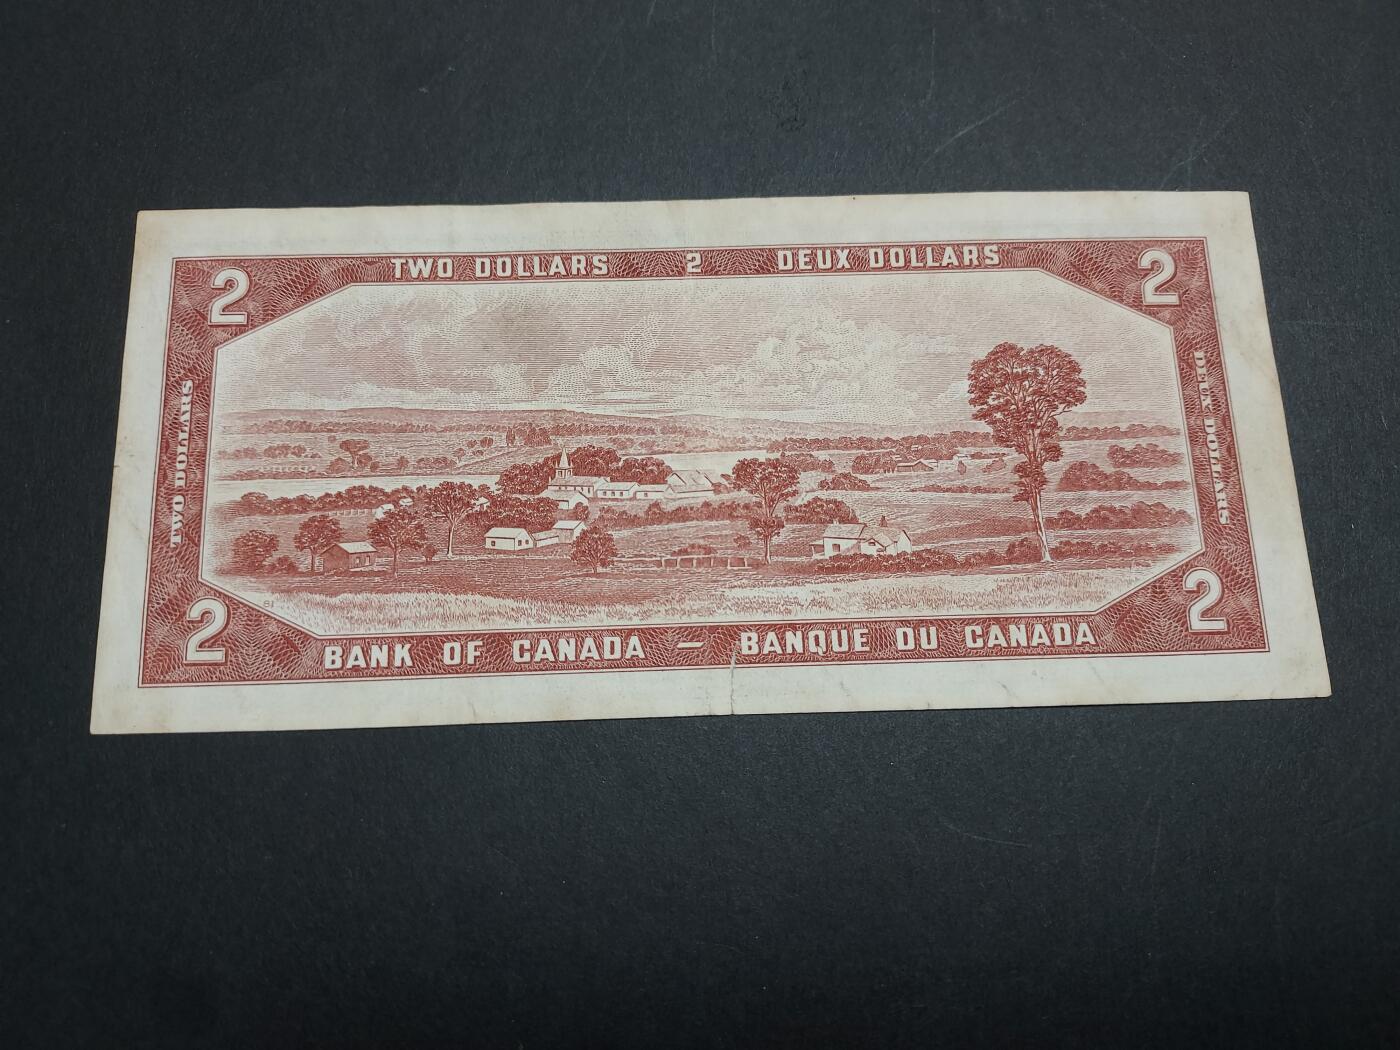 TWO DOLLARS 2 DEUX DOLLARS
2 2
TWO DOLLARS
DEUX DOLLARS
2 2
BANK OF CANADA — BANQUE DU CANADA